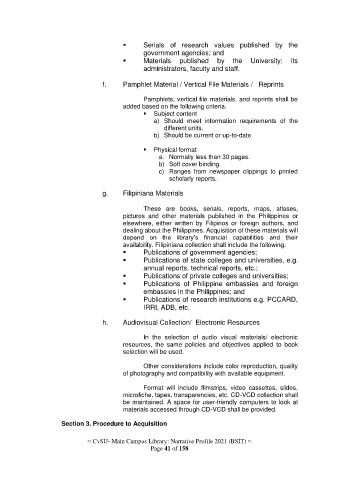 ▪ Serials of research values published by the
government agencies; and
▪ Materials published by the University; its
administrators, faculty and staff.
f. Pamphlet Material / Vertical File Materials / Reprints
Pamphlets, vertical file materials, and reprints shall be
added based on the following criteria.
▪ Subject content
a) Should meet information requirements of the
different units.
b) Should be current or up-to-date.
▪ Physical format
a. Normally less than 30 pages.
b) Soft cover binding.
c) Ranges from newspaper clippings to printed
scholarly reports.
g. Filipiniana Materials
These are books, serials, reports, maps, atlases,
pictures and other materials published in the Philippines or
elsewhere, either written by Filipinos or foreign authors, and
dealing about the Philippines. Acquisition of these materials will
depend on the library's financial capabilities and their
availability. Filipiniana collection shall include the following:
▪ Publications of government agencies;
▪ Publications of state colleges and universities, e.g.
annual reports, technical reports, etc.;
▪ Publications of private colleges and universities;
▪ Publications of Philippine embassies and foreign
embassies in the Philippines; and
▪ Publications of research institutions e.g. PCCARD,
IRRI, ADB, etc.
h. Audiovisual Collection/ Electronic Resources
In the selection of audio visual materials/ electronic
resources, the same policies and objectives applied to book
selection will be used.
Other considerations include color reproduction, quality
of photography and compatibility with available equipment.
Format will include filmstrips, video cassettes, slides,
microfiche, tapes, transparencies, etc. CD-VCD collection shall
be maintained. A space for user-friendly computers to look at
materials accessed through CD-VCD shall be provided.
Section 3. Procedure to Acquisition
≈ CvSU- Main Campus Library: Narrative Profile 2021 (BSIT) ≈
Page 41 of 158